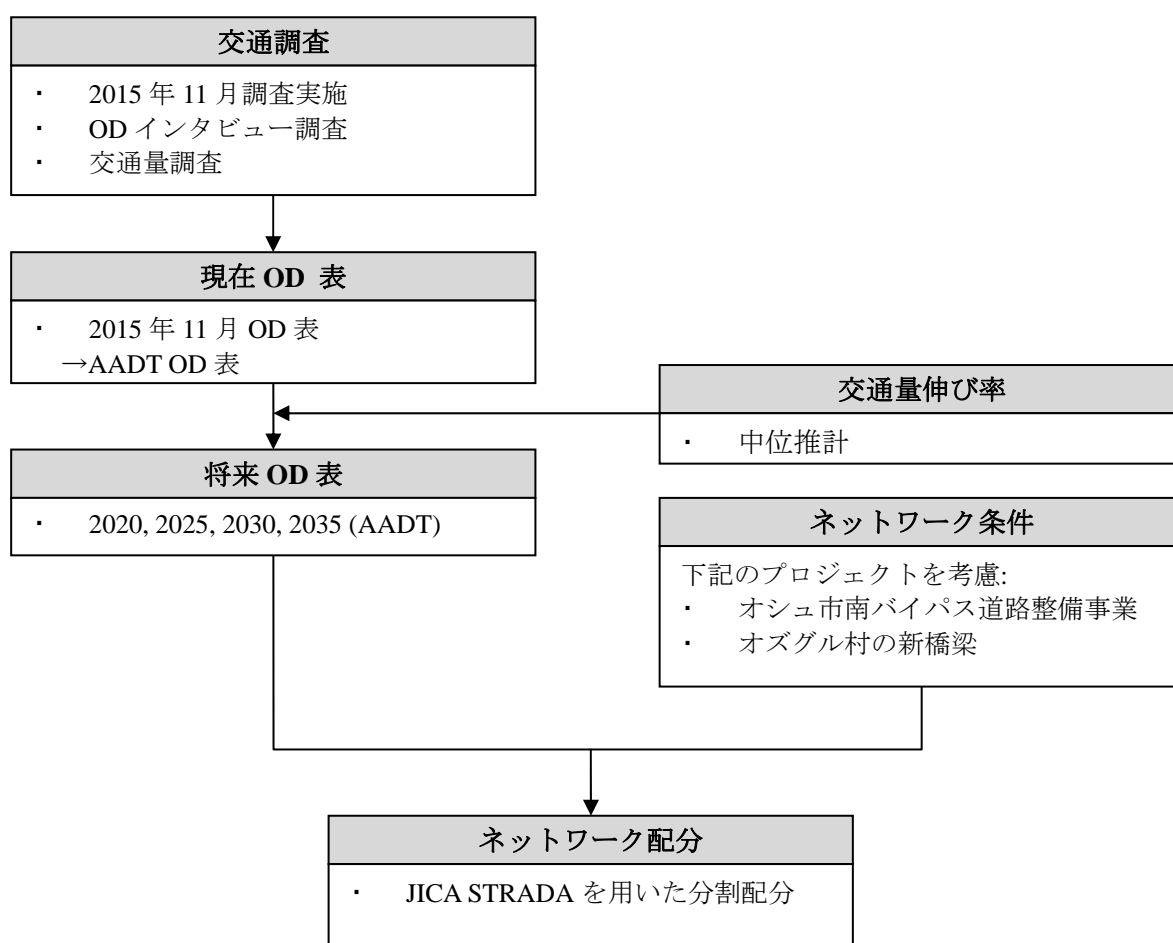 交通調査
・ 2015 年 11 月調査実施
・ OD インタビュー調査
・ 交通量調査
現在 OD 表
・ 2015 年 11 月 OD 表
→AADT OD 表
交通量伸び率
・ 中位推計
将来 OD 表
・ 2020, 2025, 2030, 2035 (AADT)
ネットワーク条件
下記のプロジェクトを考慮:
・ オシュ市南バイパス道路整備事業
・ オズグル村の新橋梁
ネットワーク配分
・ JICA STRADA を用いた分割配分